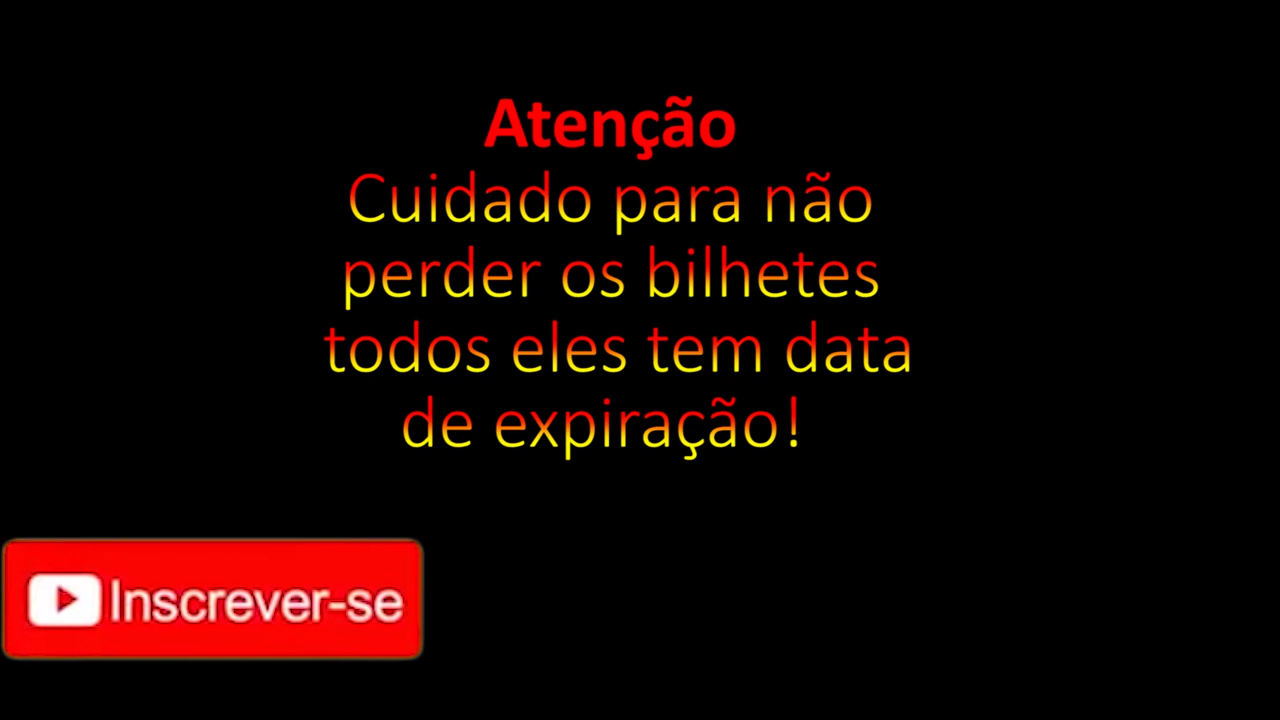 Atenção
Cuidado para não
perder os bilhetes
todos eles tem data
de expiração!
Inscrever-se